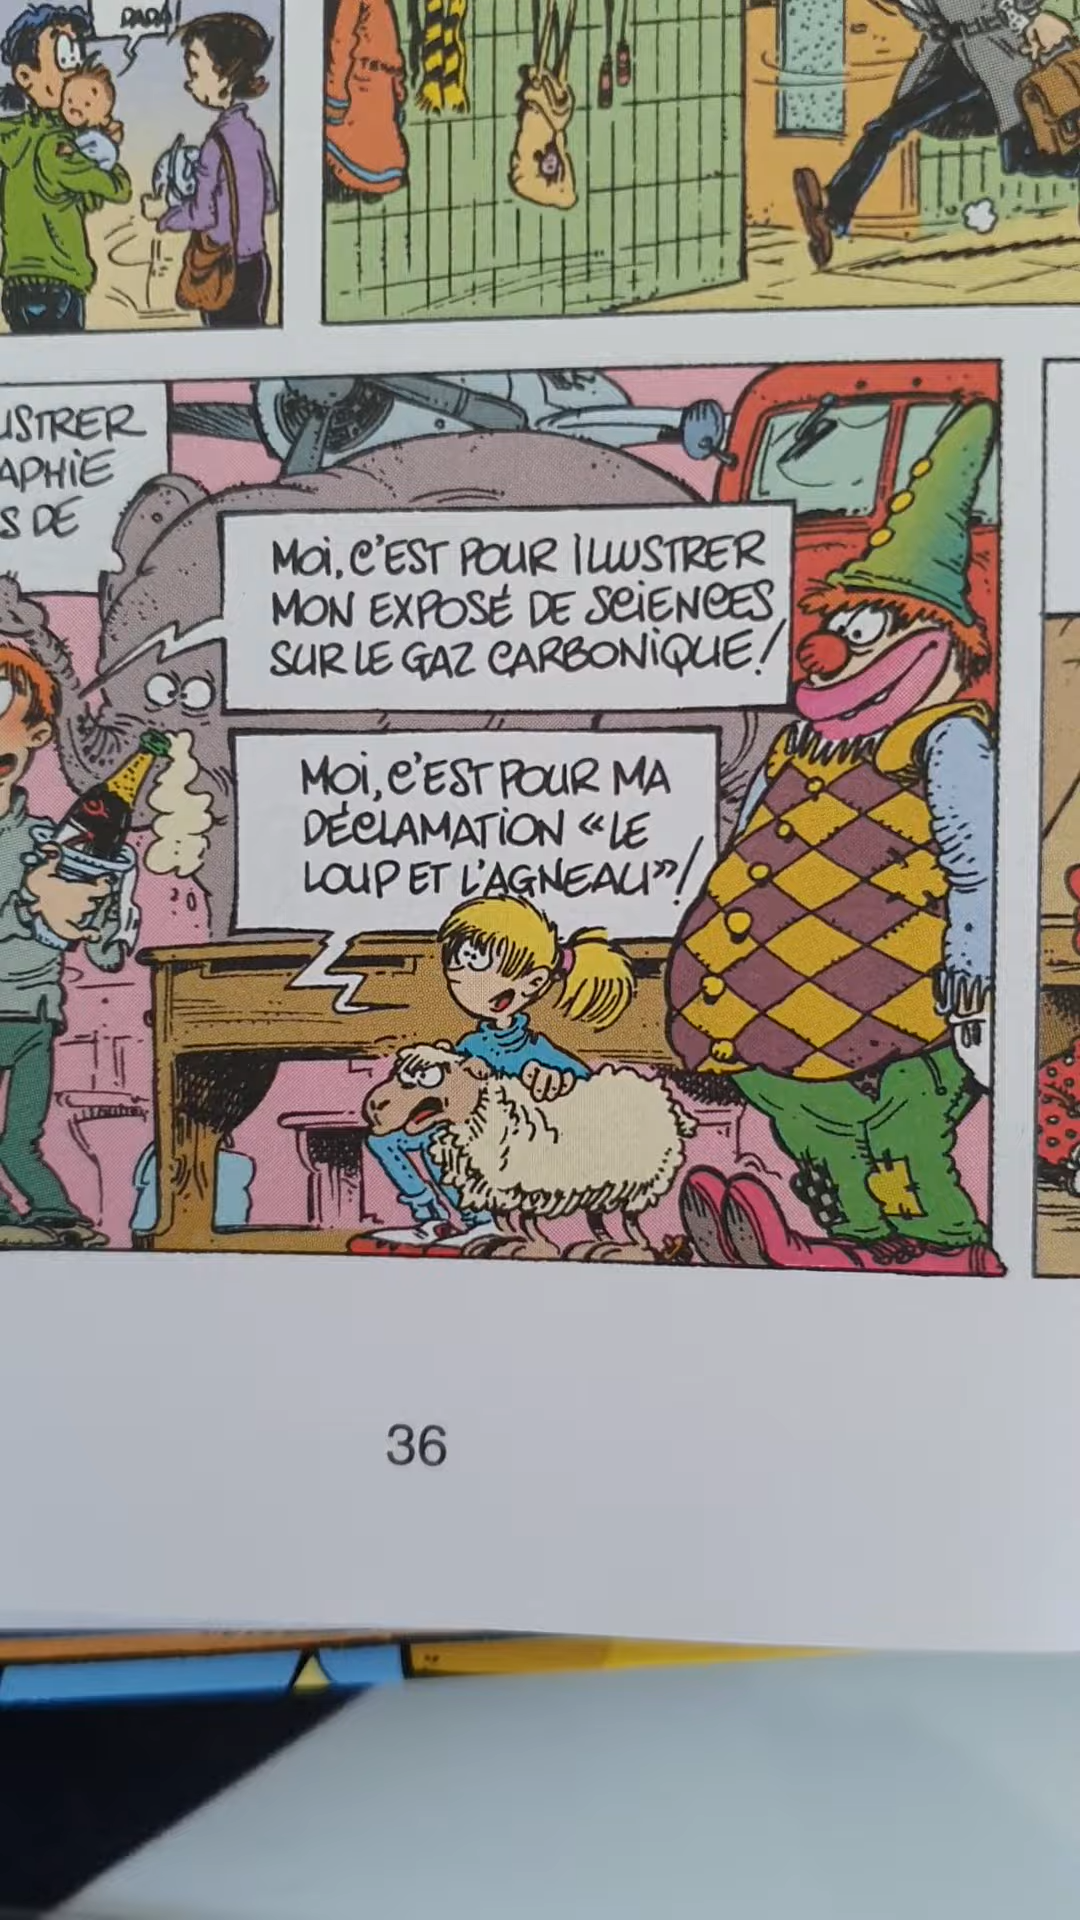 DADA!
USTRER
APHIE
S DE
MOI, C'EST POUR ILLUSTRER
MON EXPOSÉ DE SCIENCES
SUR LE GAZ CARBONIQUE!
MOI, C'EST POUR MA
DÉCLAMATION «LE
LOUP ET L'AGNEAU»!
36